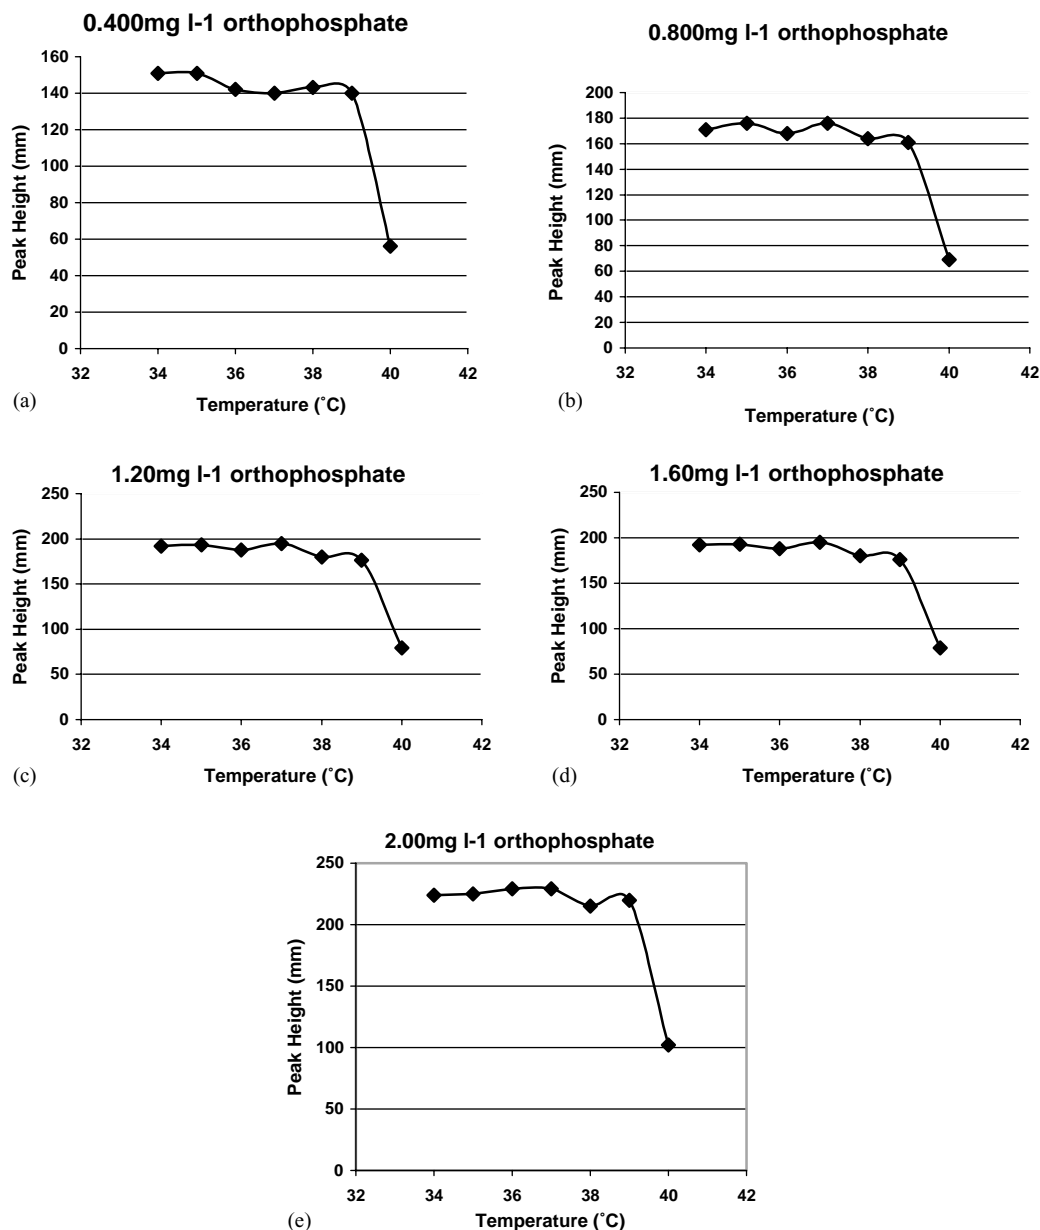 0.400mg l-1 orthophosphate
160
140
120
100
80
60
40
20
0
Peak Height (mm)
32 34 36 38 40 42
Temperature (˚C)
(a)
0.800mg l-1 orthophosphate
200
180
160
140
120
100
80
60
40
20
0
Peak Height (mm)
32 34 36 38 40 42
Temperature (˚C)
(b)
1.20mg l-1 orthophosphate
250
200
150
100
50
0
Peak Height (mm)
32 34 36 38 40 42
Temperature (˚C)
(c)
1.60mg l-1 orthophosphate
250
200
150
100
50
0
Peak Height (mm)
32 34 36 38 40 42
Temperature (˚C)
(d)
2.00mg l-1 orthophosphate
250
200
150
100
50
0
Peak Height (mm)
32 34 36 38 40 42
Temperature (˚C)
(e)